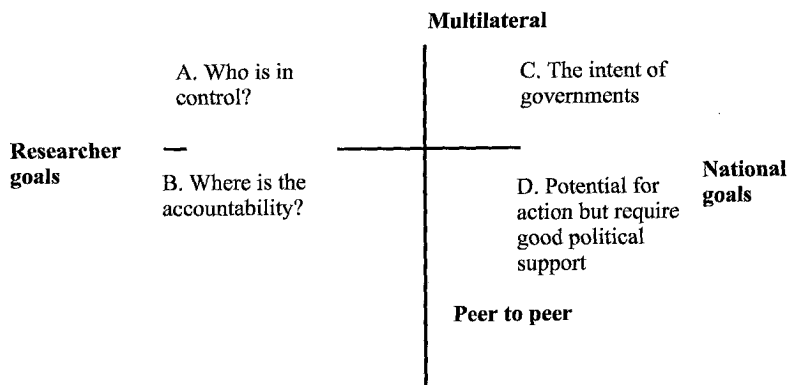 Multilateral
A. Who is in
control?
C. The intent of
governments
Researcher
goals
National
goals
B. Where is the
accountability?
D. Potential for
action but require
good political
support
Peer to peer